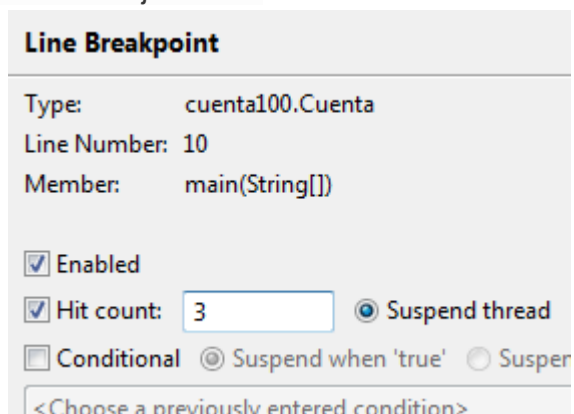 Line Breakpoint
Type: cuenta100.Cuenta
Line Number: 10
Member: main(String[])
Enabled
Hit count: 3 Suspend thread
Conditional Suspend when 'true'
<Choose a previously entered condition>